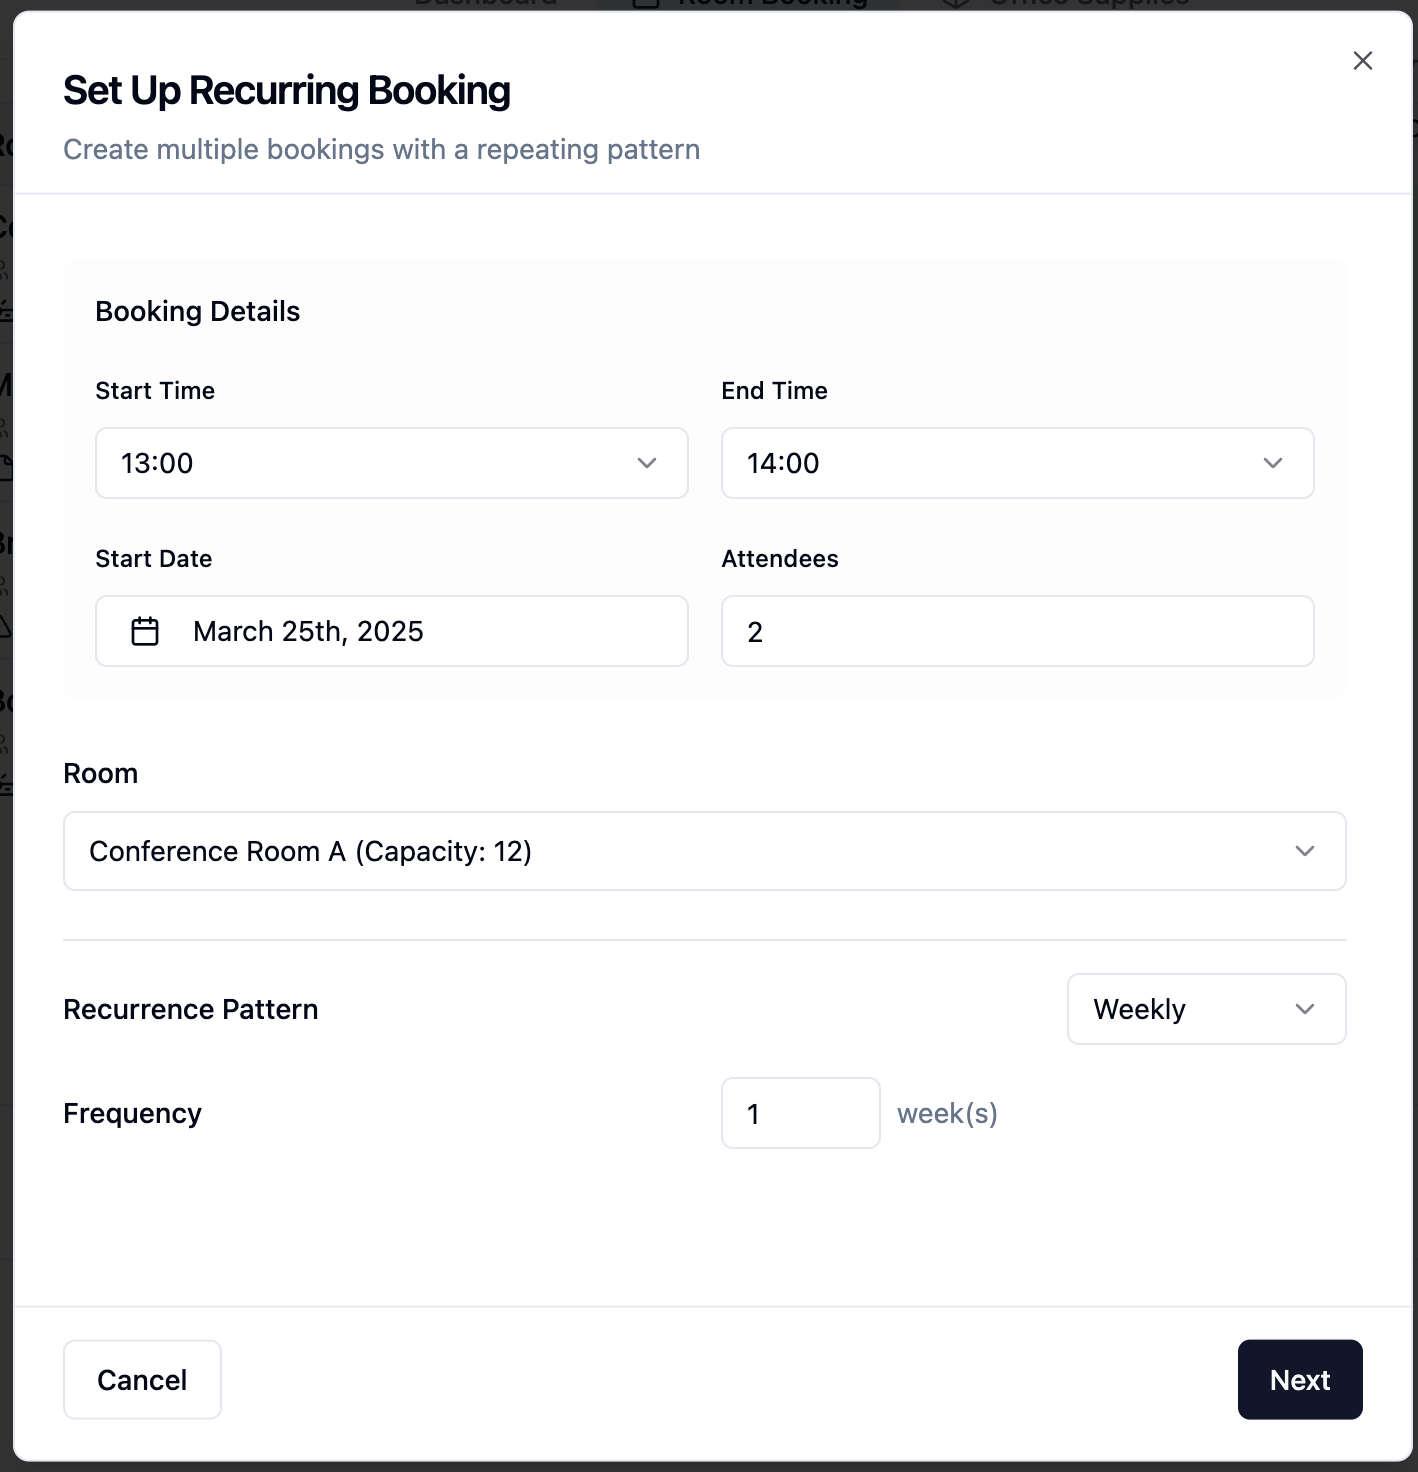 Room Booking
Set Up Recurring Booking
Create multiple bookings with a repeating pattern
Booking Details
Start Time
End Time
13:00
14:00
Start Date
Attendees
March 25th, 2025
2
Room
Conference Room A (Capacity: 12)
Recurrence Pattern
Weekly
Frequency
1 week(s)
Cancel
Next